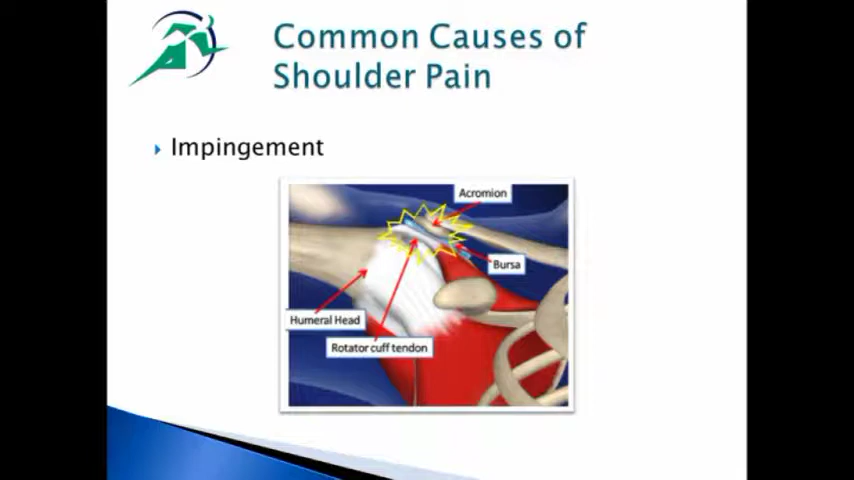 Common Causes of
Shoulder Pain
Impingement
Acromion
Bursa
Humeral Head
Rotator cuff tendon